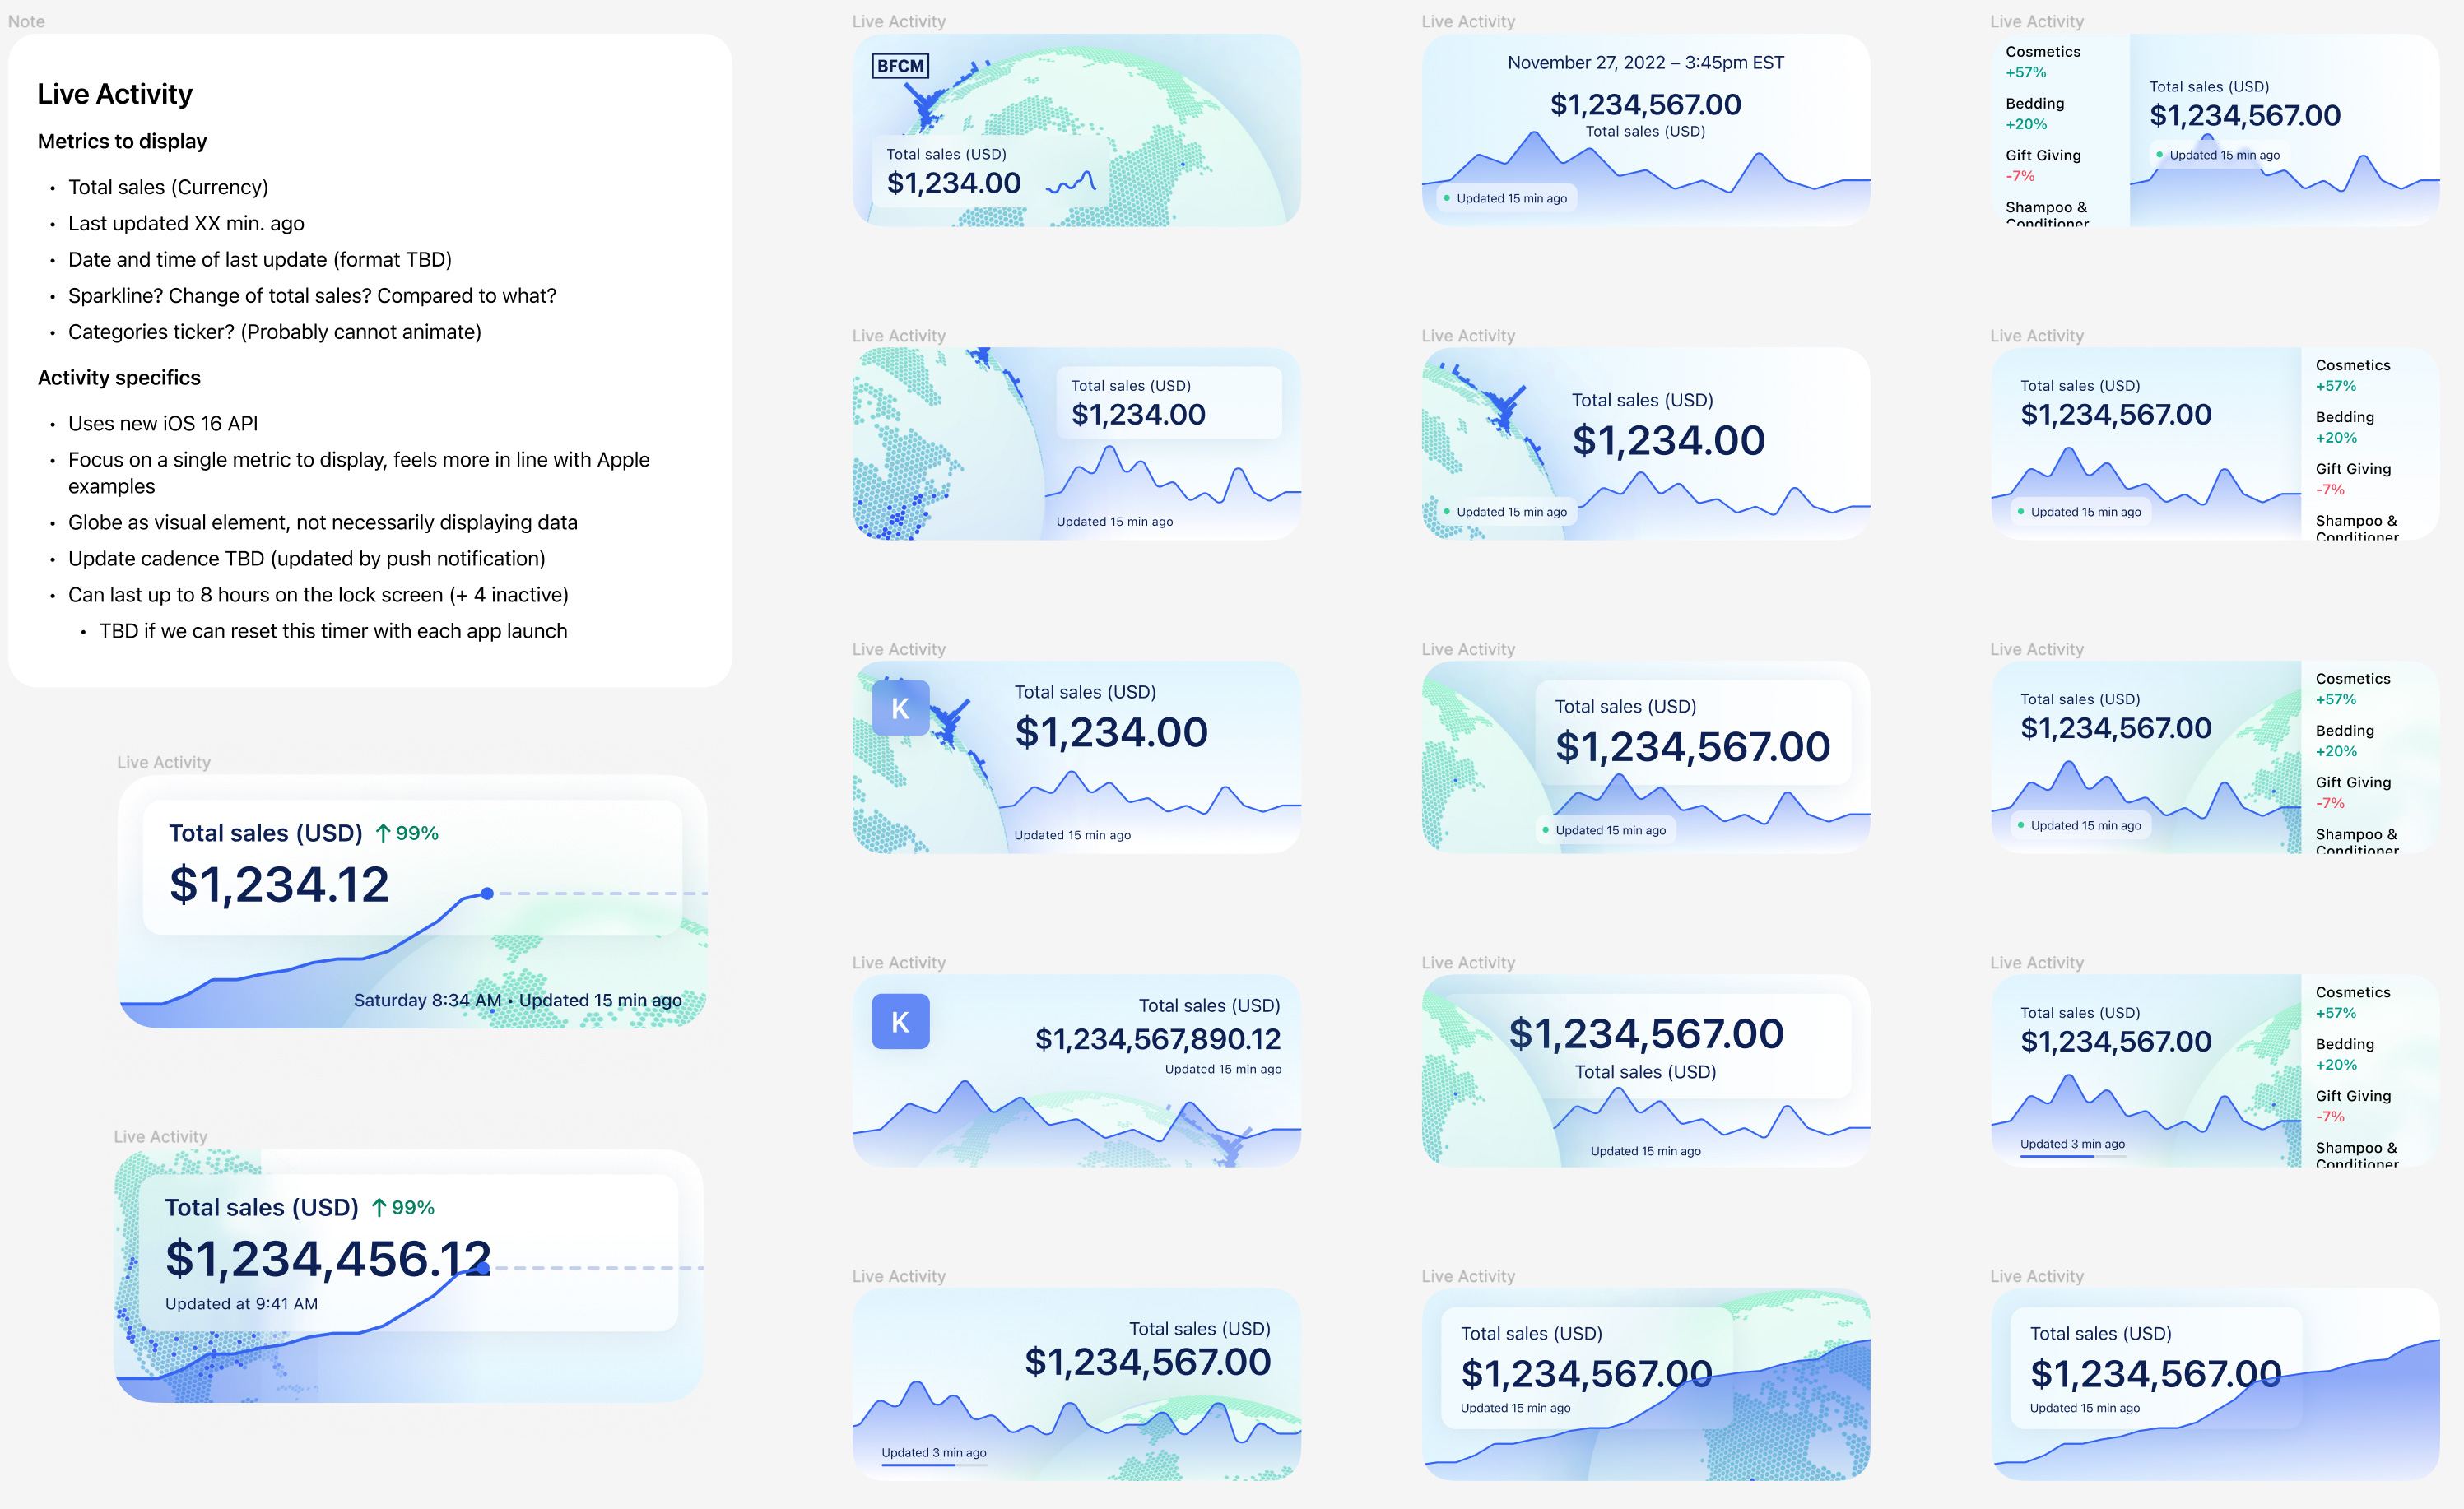 Note
Live Activity
Metrics to display
• Total sales (Currency)
• Last updated XX min. ago
• Date and time of last update (format TBD)
• Sparkline? Change of total sales? Compared to what?
• Categories ticker? (Probably cannot animate)
Activity specifics
• Uses new iOS 16 API
• Focus on a single metric to display, feels more in line with Apple
examples
• Globe as visual element, not necessarily displaying data
• Update cadence TBD (updated by push notification)
• Can last up to 8 hours on the lock screen (+ 4 inactive)
• TBD if we can reset this timer with each app launch
Live Activity
Total sales (USD) ↑ 99%
$1,234.12
Saturday 8:34 AM • Updated 15 min ago
Live Activity
Total sales (USD) ↑ 99%
$1,234,456.12
Updated at 9:41 AM
Live Activity
BFCM
Total sales (USD)
$1,234.00
Live Activity
Total sales (USD)
$1,234.00
Updated 15 min ago
Live Activity
K
Total sales (USD)
$1,234.00
Updated 15 min ago
Live Activity
K
Total sales (USD)
$1,234,567,890.12
Updated 15 min ago
Live Activity
Total sales (USD)
$1,234,567.00
Updated 3 min ago
Live Activity
November 27, 2022 – 3:45pm EST
$1,234,567.00
Total sales (USD)
Updated 15 min ago
Live Activity
Total sales (USD)
$1,234.00
Updated 15 min ago
Live Activity
Total sales (USD)
$1,234,567.00
Updated 15 min ago
Live Activity
$1,234,567.00
Total sales (USD)
Updated 15 min ago
Live Activity
Total sales (USD)
$1,234,567.00
Updated 15 min ago
Live Activity
Cosmetics
+57%
Bedding
+20%
Gift Giving
-7%
Shampoo &
Conditioner
Total sales (USD)
$1,234,567.00
Updated 15 min ago
Live Activity
Total sales (USD)
$1,234,567.00
Updated 15 min ago
Cosmetics
+57%
Bedding
+20%
Gift Giving
-7%
Shampoo &
Conditioner
Live Activity
Total sales (USD)
$1,234,567.00
Updated 15 min ago
Cosmetics
+57%
Bedding
+20%
Gift Giving
-7%
Shampoo &
Conditioner
Live Activity
Total sales (USD)
$1,234,567.00
Updated 3 min ago
Cosmetics
+57%
Bedding
+20%
Gift Giving
-7%
Shampoo &
Conditioner
Live Activity
Total sales (USD)
$1,234,567.00
Updated 15 min ago